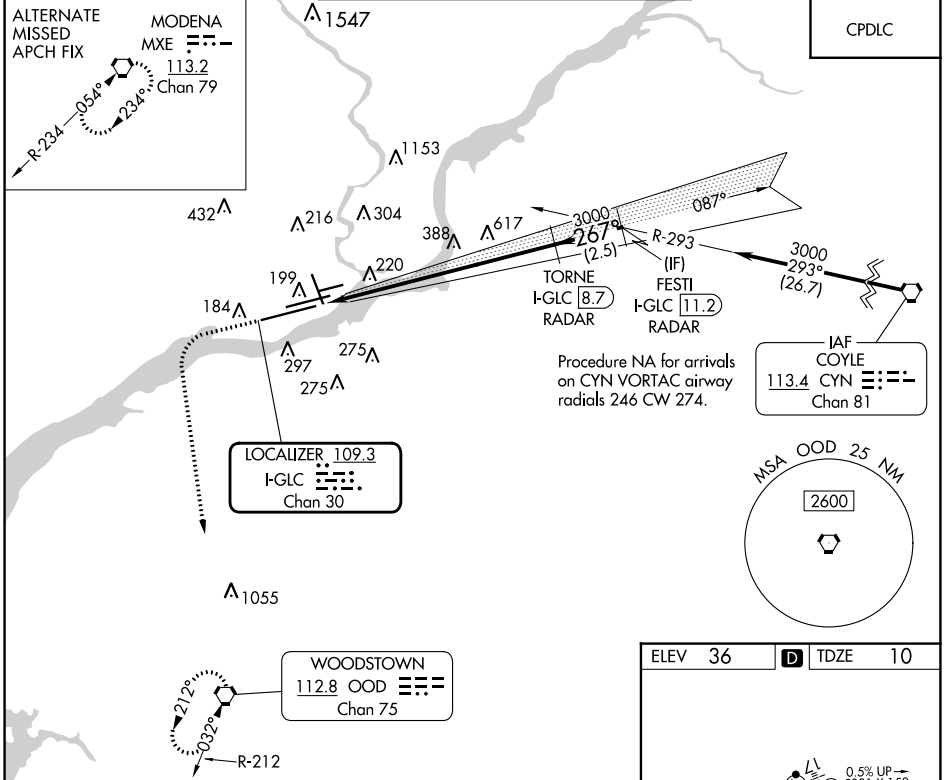 ALTERNATE
MISSED
APCH FIX
MODENA
MXE
113.2
Chan 79
054°
234°
R-234
1547
CPDLC
1153
432
216
304
388
617
3000
267°
(2.5)
087°
R-293
3000
293°
(26.7)
199
220
184
297
275
275
TORNE
I-GLC 8.7
RADAR
(IF)
FESTI
I-GLC 11.2
RADAR
IAF
COYLE
113.4 CYN
Chan 81
Procedure NA for arrivals
on CYN VORTAC airway
radials 246 CW 274.
LOCALIZER 109.3
I-GLC
Chan 30
MSA OOD 25 NM
2600
1055
WOODSTOWN
112.8 OOD
Chan 75
212°
032°
R-212
ELEV 36
D
TDZE 10
0.5% UP